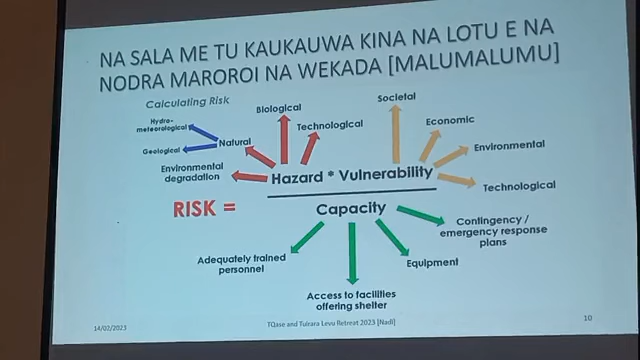 NA SALA ME TU KAUKAUWA KINA NA LOTU E NA
NODRA MAROROI NA WEKADA [MALUMALUMU]
Calculating Risk
Hydro-
meteorological
Geological
Natural
Environmental
degradation
Biological
Technological
Societal
Economic
Environmental
Technological
RISK =
Hazard * Vulnerability
Capacity
Adequately trained
personnel
Access to facilities
offering shelter
Equipment
Contingency /
emergency response
plans
14/02/2023
TQase and Tuirara Levu Retreat 2023 [Nadi]
10